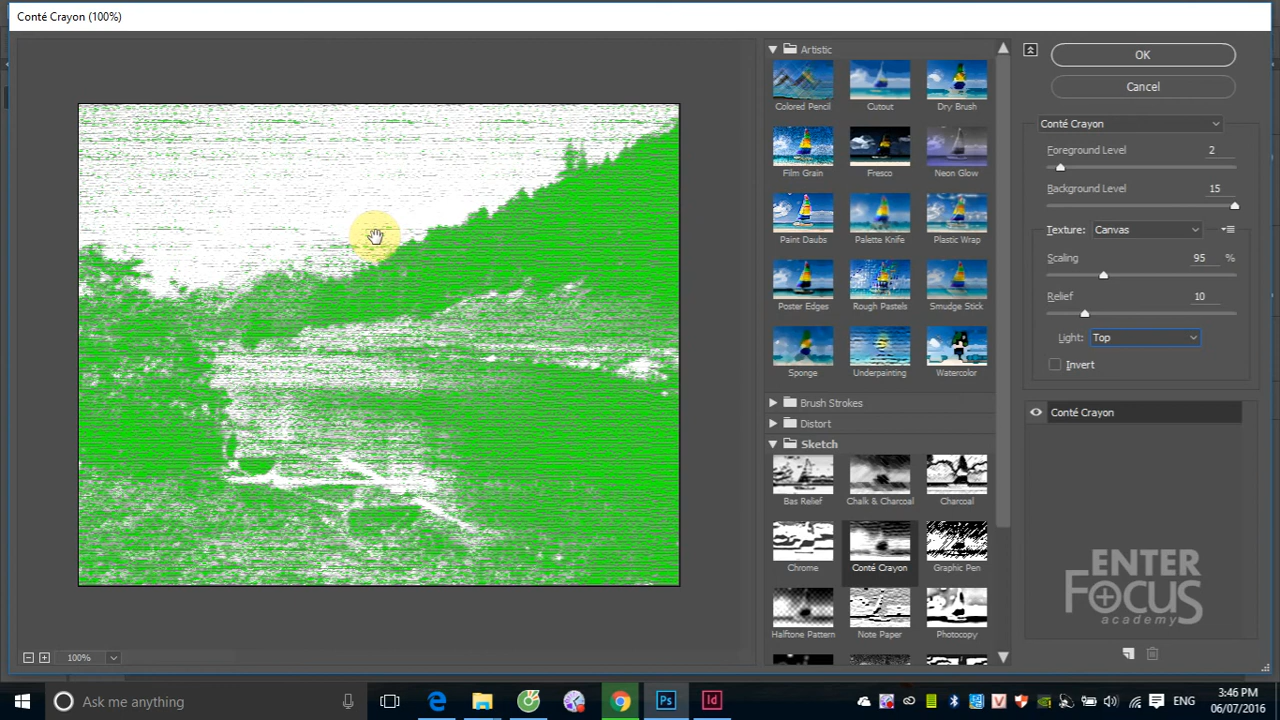 Conté Crayon (100%)
Artistic
Colored Pencil
Cutout
Dry Brush
Film Grain
Fresco
Neon Glow
Paint Daubs
Palette Knife
Plastic Wrap
Poster Edges
Rough Pastels
Smudge Stick
Sponge
Underpainting
Watercolor
Brush Strokes
Distort
Sketch
Bas Relief
Chalk & Charcoal
Charcoal
Chrome
Conté Crayon
Graphic Pen
Halftone Pattern
Note Paper
Photocopy
OK
Cancel
Conté Crayon
Foreground Level 2
Background Level 15
Texture: Canvas
Scaling 95 %
Relief 10
Light: Top
Invert
Conté Crayon
ENTER
FOCUS
academy
100%
Ask me anything
Ps
Id
ENG
3:46 PM
06/07/2016